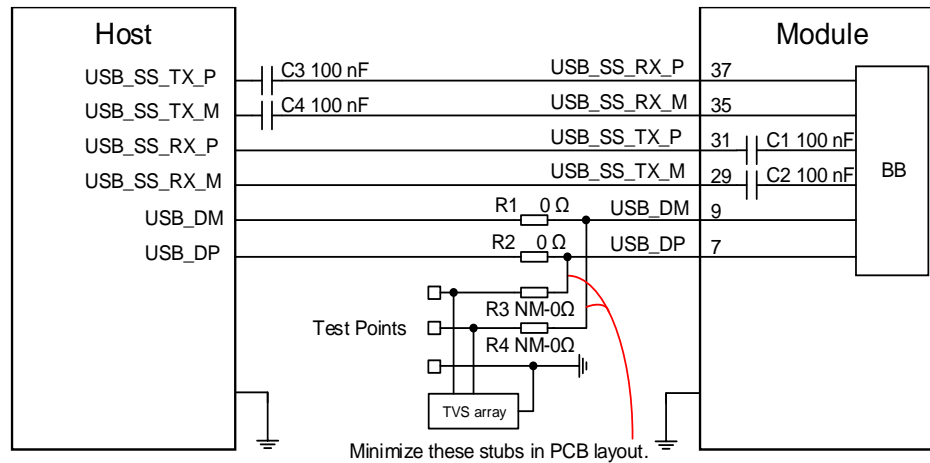 Host
Module
USB_SS_TX_P
C3 100 nF
USB_SS_RX_P
37
USB_SS_TX_M
C4 100 nF
USB_SS_RX_M
35
USB_SS_RX_P
USB_SS_TX_P
31
C1 100 nF
BB
USB_SS_RX_M
USB_SS_TX_M
29
C2 100 nF
USB_DM
R1
0 Ω
USB_DM
9
USB_DP
R2
0 Ω
USB_DP
7
R3 NM-0Ω
Test Points
R4 NM-0Ω
TVS array
Minimize these stubs in PCB layout.